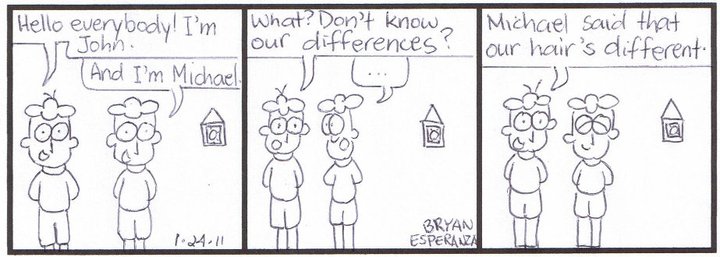 Hello everybody! I'm
John.
And I'm Michael.
1-24-11
What? Don't know
our differences?
...
BRYAN
ESPERANZA
Michael said that
our hair's different.